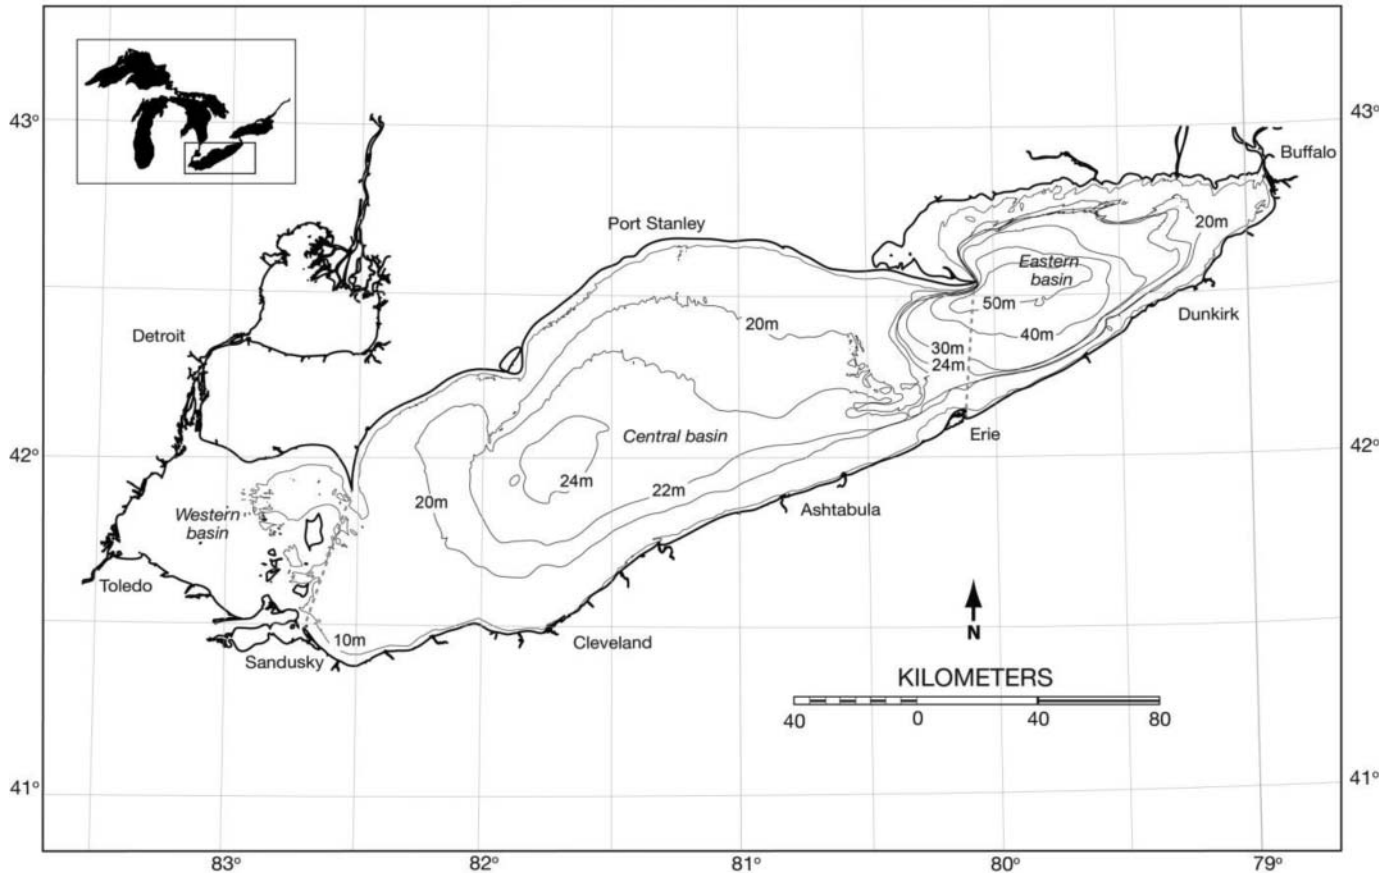 43°
43°
Buffalo
Port Stanley
20m
Eastern
basin
50m
Dunkirk
20m
Detroit
40m
30m
24m
Erie
Central basin
42°
42°
24m
22m
20m
Ashtabula
Western
basin
Toledo
N
10m
Cleveland
Sandusky
KILOMETERS
40 0 40 80
41°
41°
83° 82° 81° 80° 79°